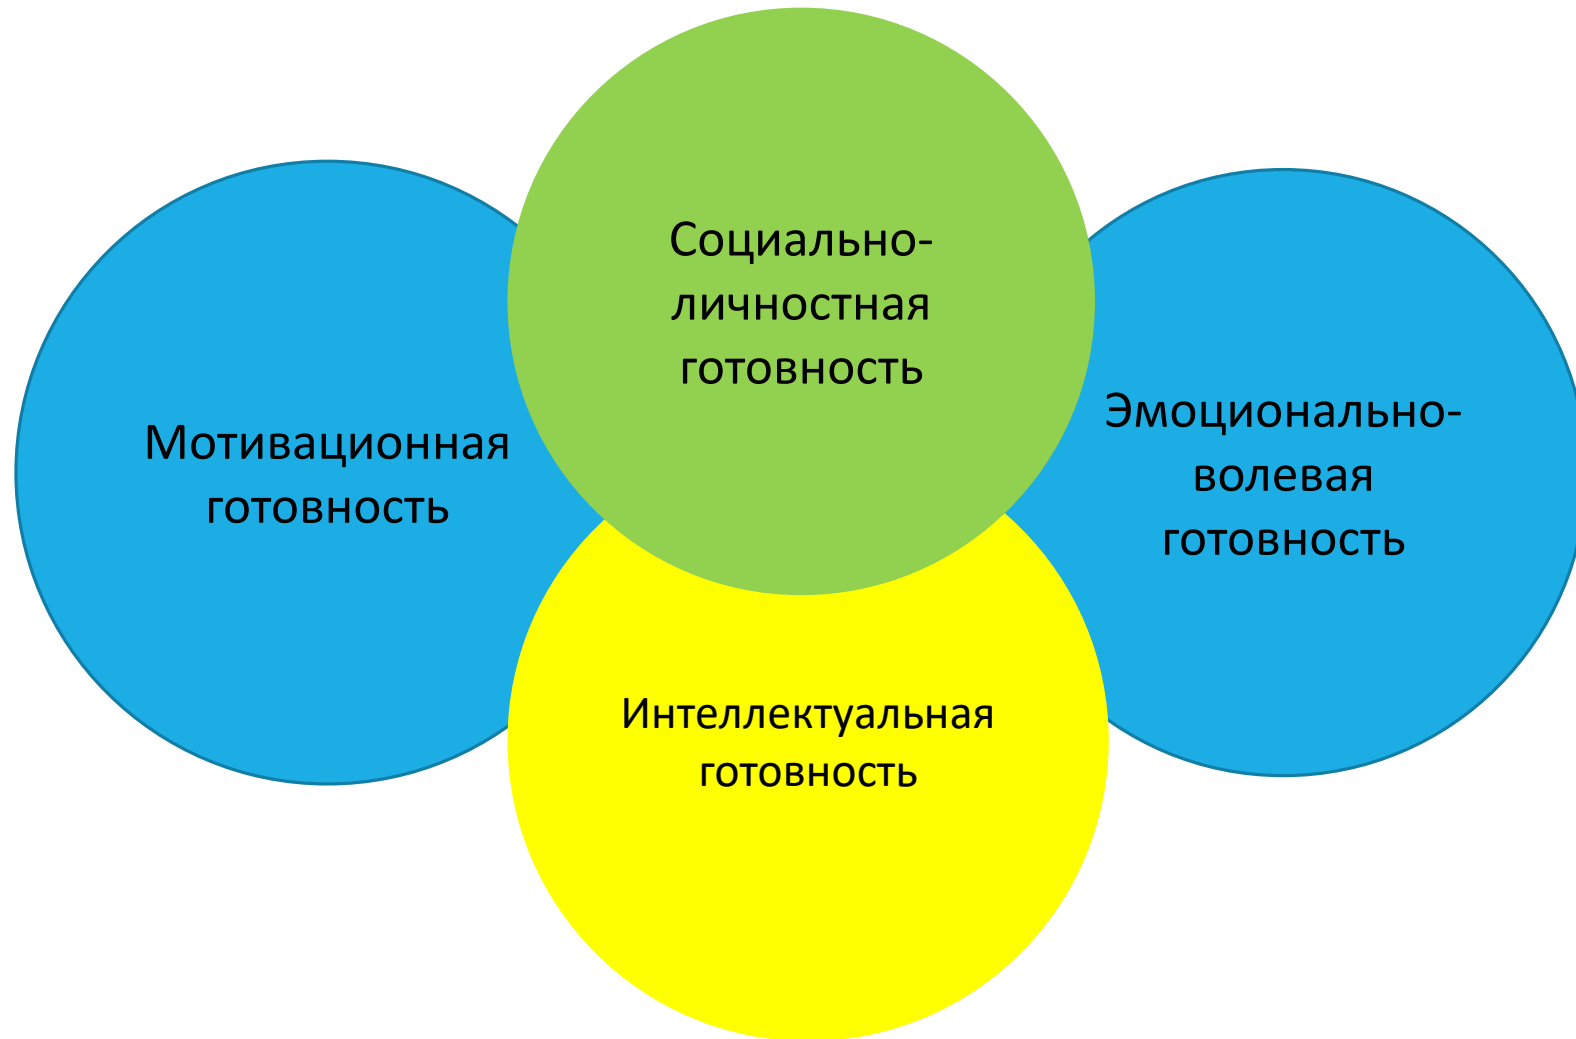 Социально-
личностная
готовность
Мотивационная
готовность
Эмоционально-
волевая
готовность
Интеллектуальная
готовность